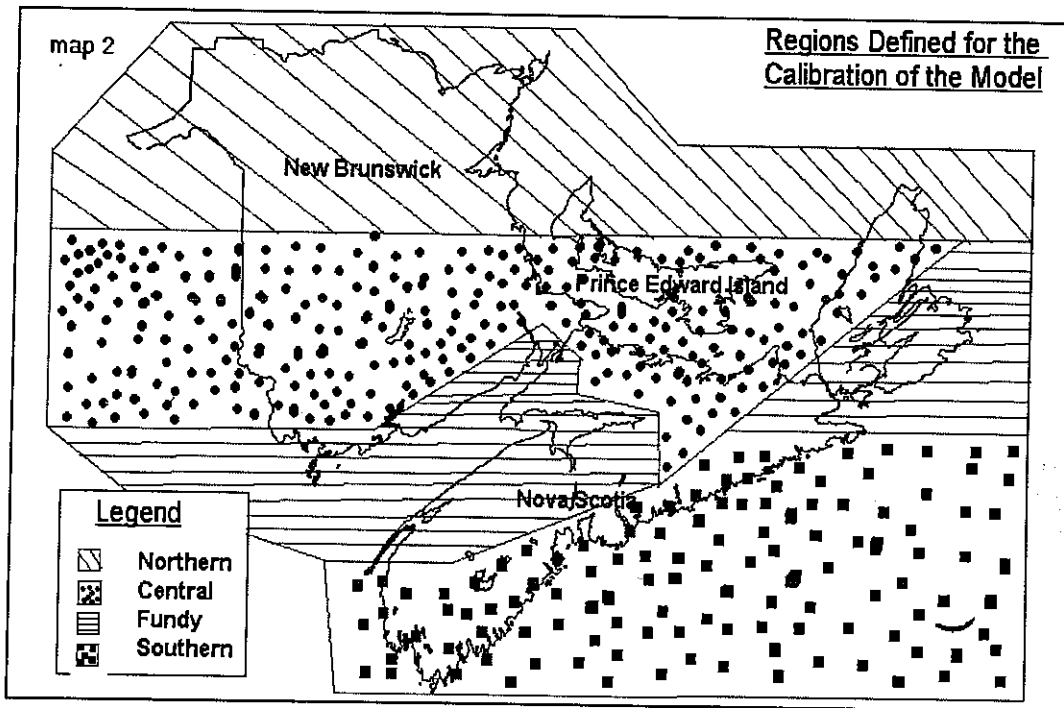 map 2
Regions Defined for the
Calibration of the Model
New Brunswick
Prince Edward Island
Nova Scotia
Legend
Northern
Central
Fundy
Southern